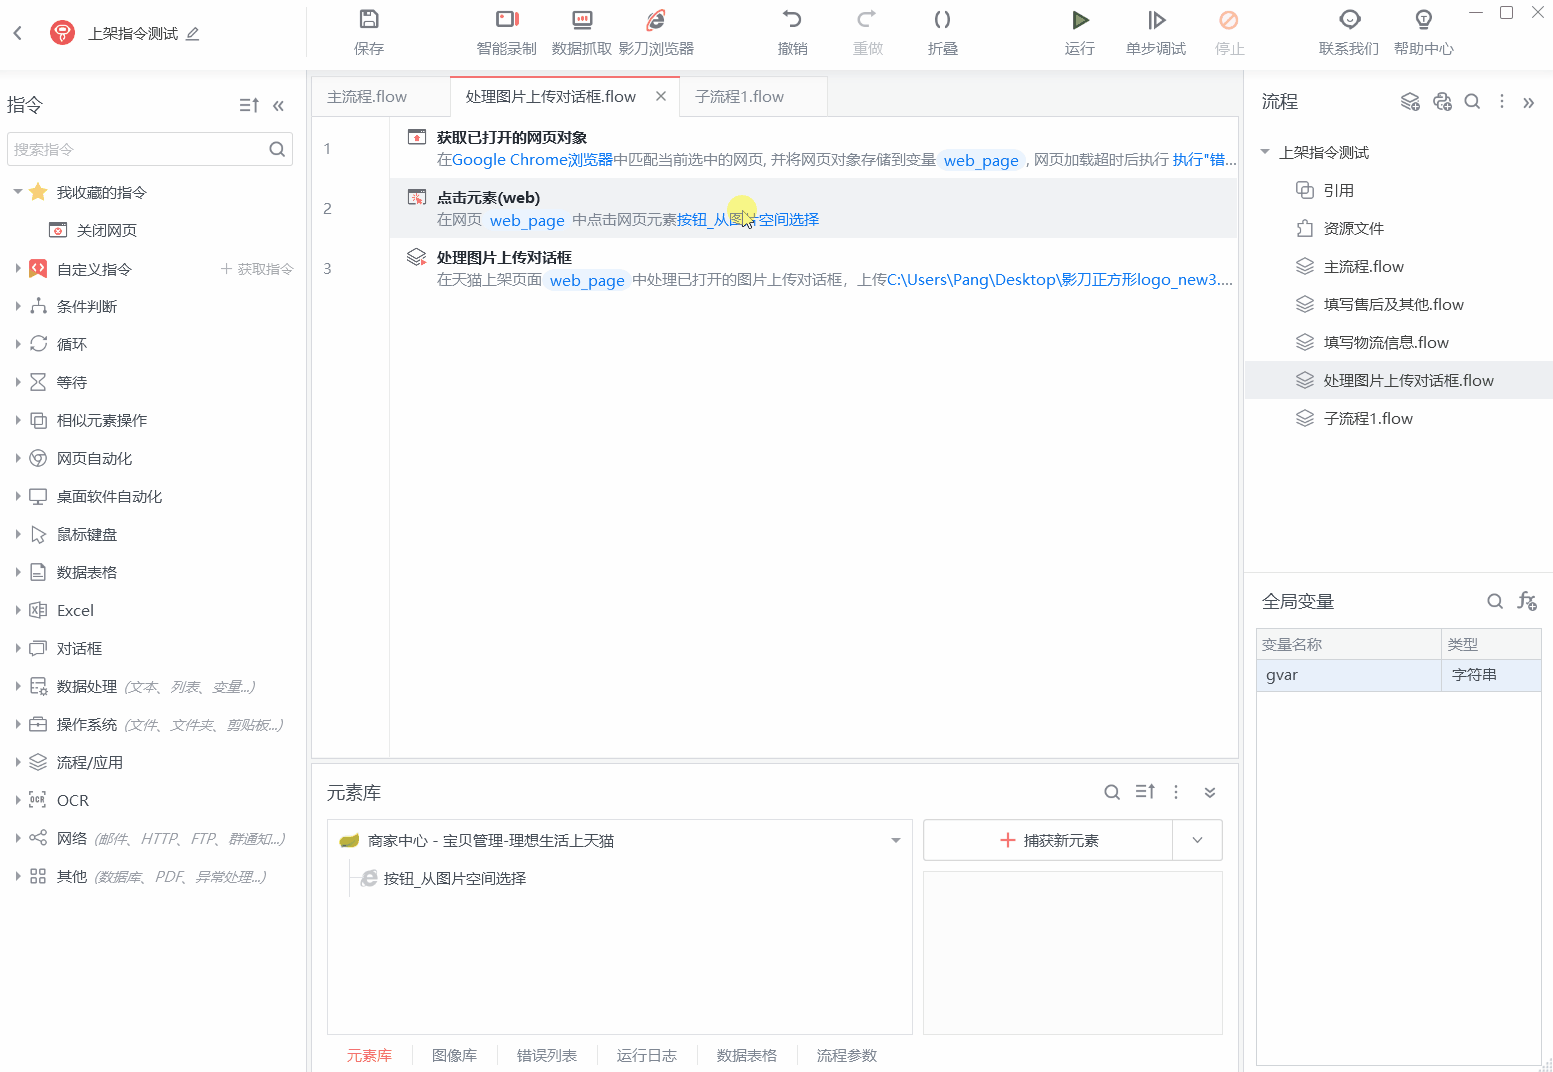 上架指令测试
保存
智能录制
数据抓取
影刀浏览器
撤销
重做
折叠
运行
单步调试
停止
联系我们
帮助中心
指令
搜索指令
我收藏的指令
关闭网页
自定义指令
获取指令
条件判断
循环
等待
相似元素操作
网页自动化
桌面软件自动化
鼠标键盘
数据表格
Excel
对话框
数据处理 (文本、列表、变量...)
操作系统 (文件、文件夹、剪贴板...)
流程/应用
OCR
网络 (邮件、HTTP、FTP、群通知...)
其他 (数据库、PDF、异常处理...)
主流程.flow
处理图片上传对话框.flow
子流程1.flow
1
获取已打开的网页对象
在Google Chrome浏览器中匹配当前选中的网页, 并将网页对象存储到变量 web_page , 网页加载超时后执行 执行"错...
2
点击元素(web)
在网页 web_page 中点击网页元素按钮_从图片空间选择
3
处理图片上传对话框
在天猫上架页面 web_page 中处理已打开的图片上传对话框，上传C:\Users\Pang\Desktop\影刀正方形logo_new3....
元素库
商家中心 - 宝贝管理-理想生活上天猫
按钮_从图片空间选择
捕获新元素
元素库
图像库
错误列表
运行日志
数据表格
流程参数
流程
上架指令测试
引用
资源文件
主流程.flow
填写售后及其他.flow
填写物流信息.flow
处理图片上传对话框.flow
子流程1.flow
全局变量
变量名称
类型
gvar
字符串